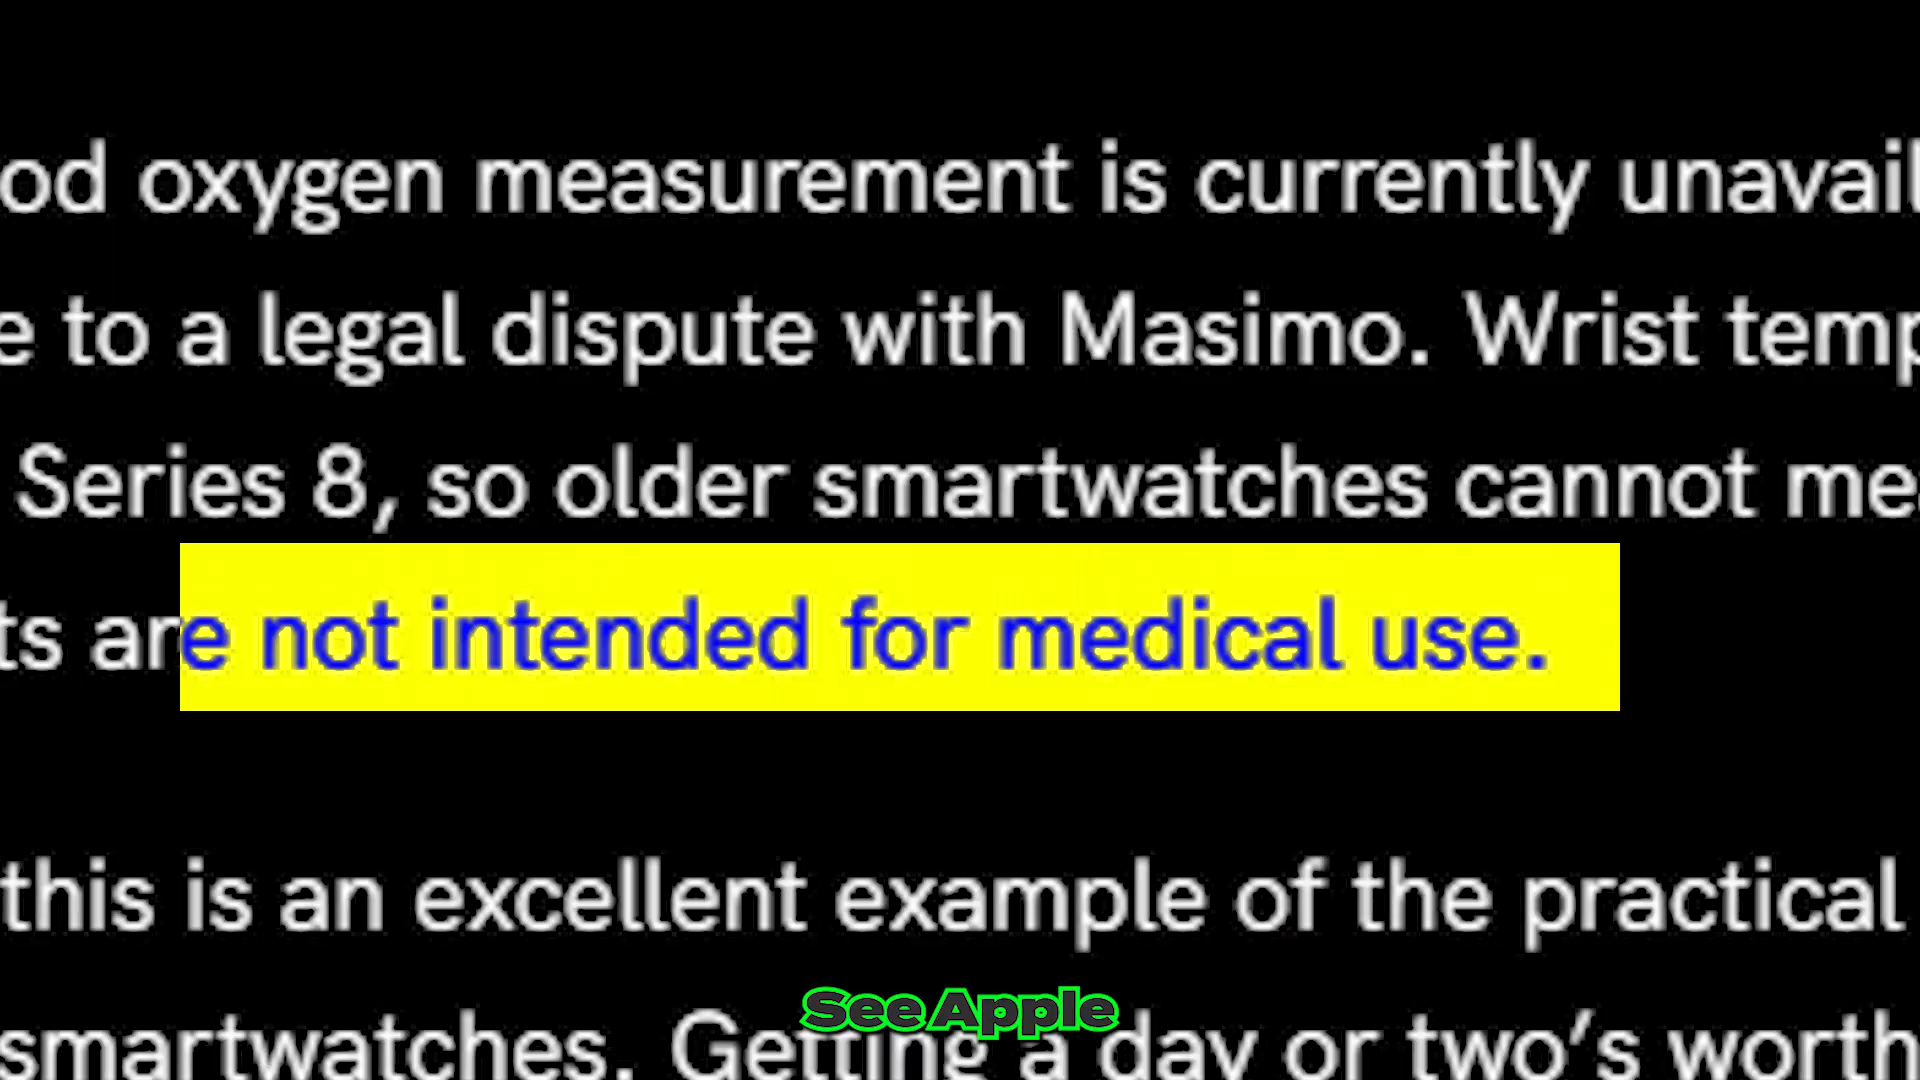 od oxygen measurement is currently unavail
e to a legal dispute with Masimo. Wrist temp
Series 8, so older smartwatches cannot me
ts are not intended for medical use.
this is an excellent example of the practical
smartwatches. Getting a day or two’s worth
See Apple